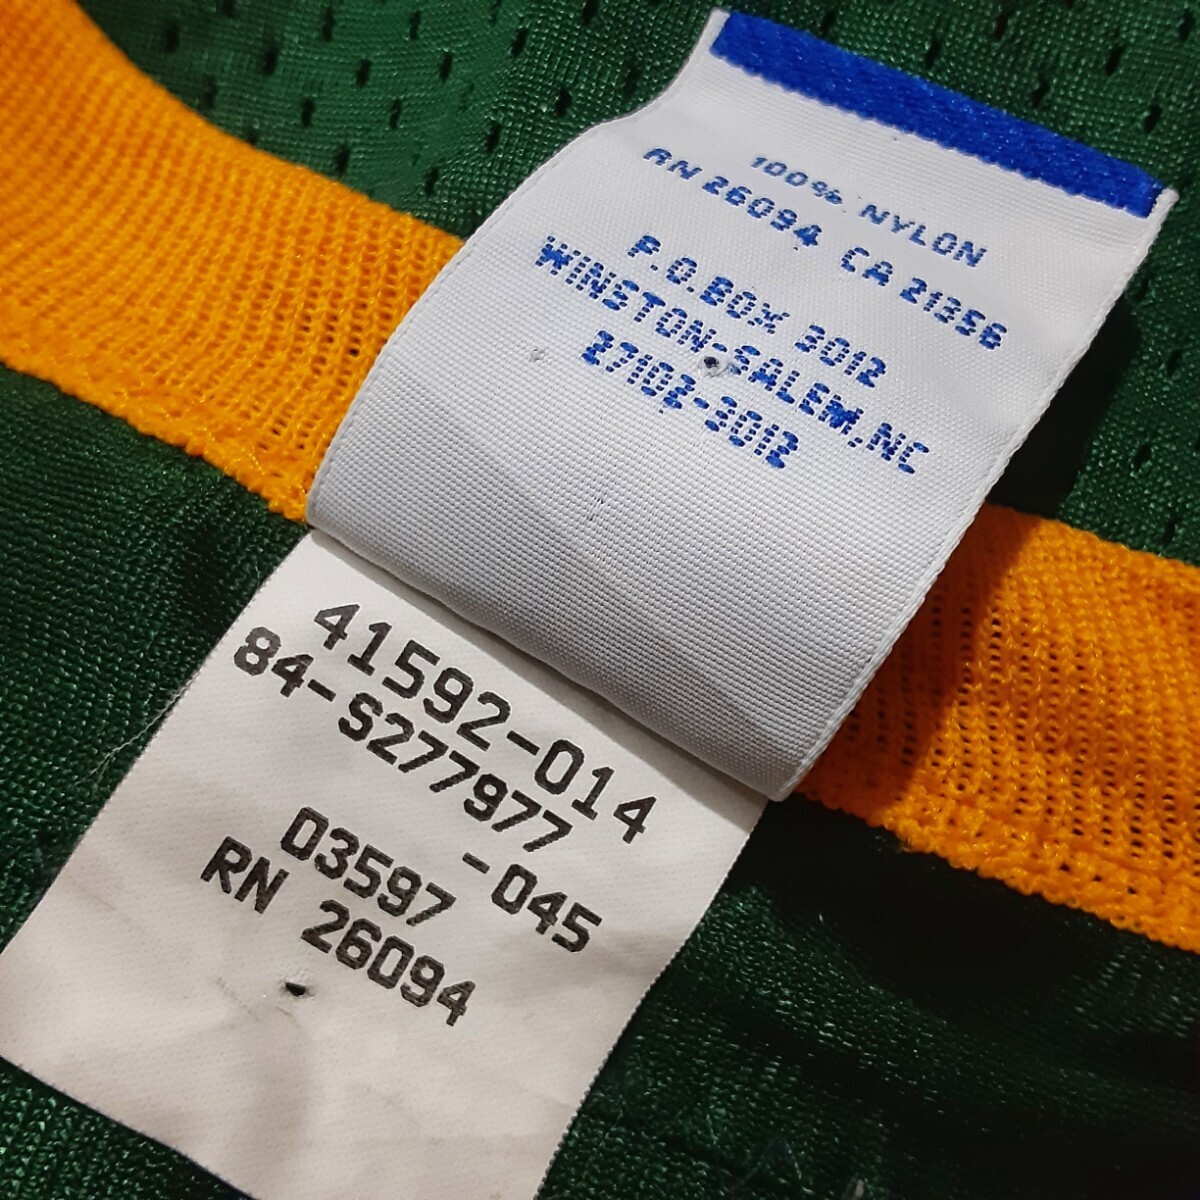 100% NYLON
RN 26094 CA 21356
P.O.BOX 3012
WINSTON-SALEM,NC
27102-3012
41592-014
84-S277977
-045
03597
RN 26094